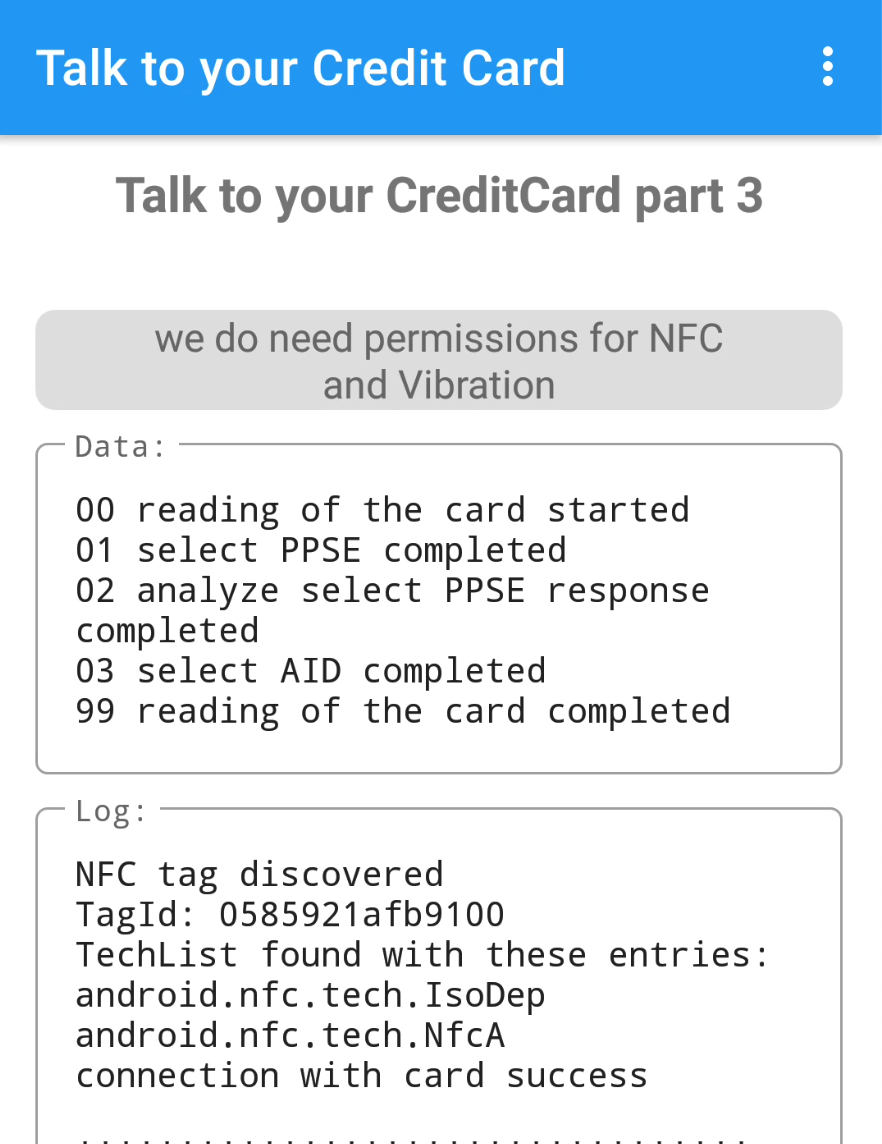 Talk to your Credit Card
Talk to your CreditCard part 3
we do need permissions for NFC
and Vibration
Data:
00 reading of the card started
01 select PPSE completed
02 analyze select PPSE response
completed
03 select AID completed
99 reading of the card completed
Log:
NFC tag discovered
TagId: 0585921afb9100
TechList found with these entries:
android.nfc.tech.IsoDep
android.nfc.tech.NfcA
connection with card success